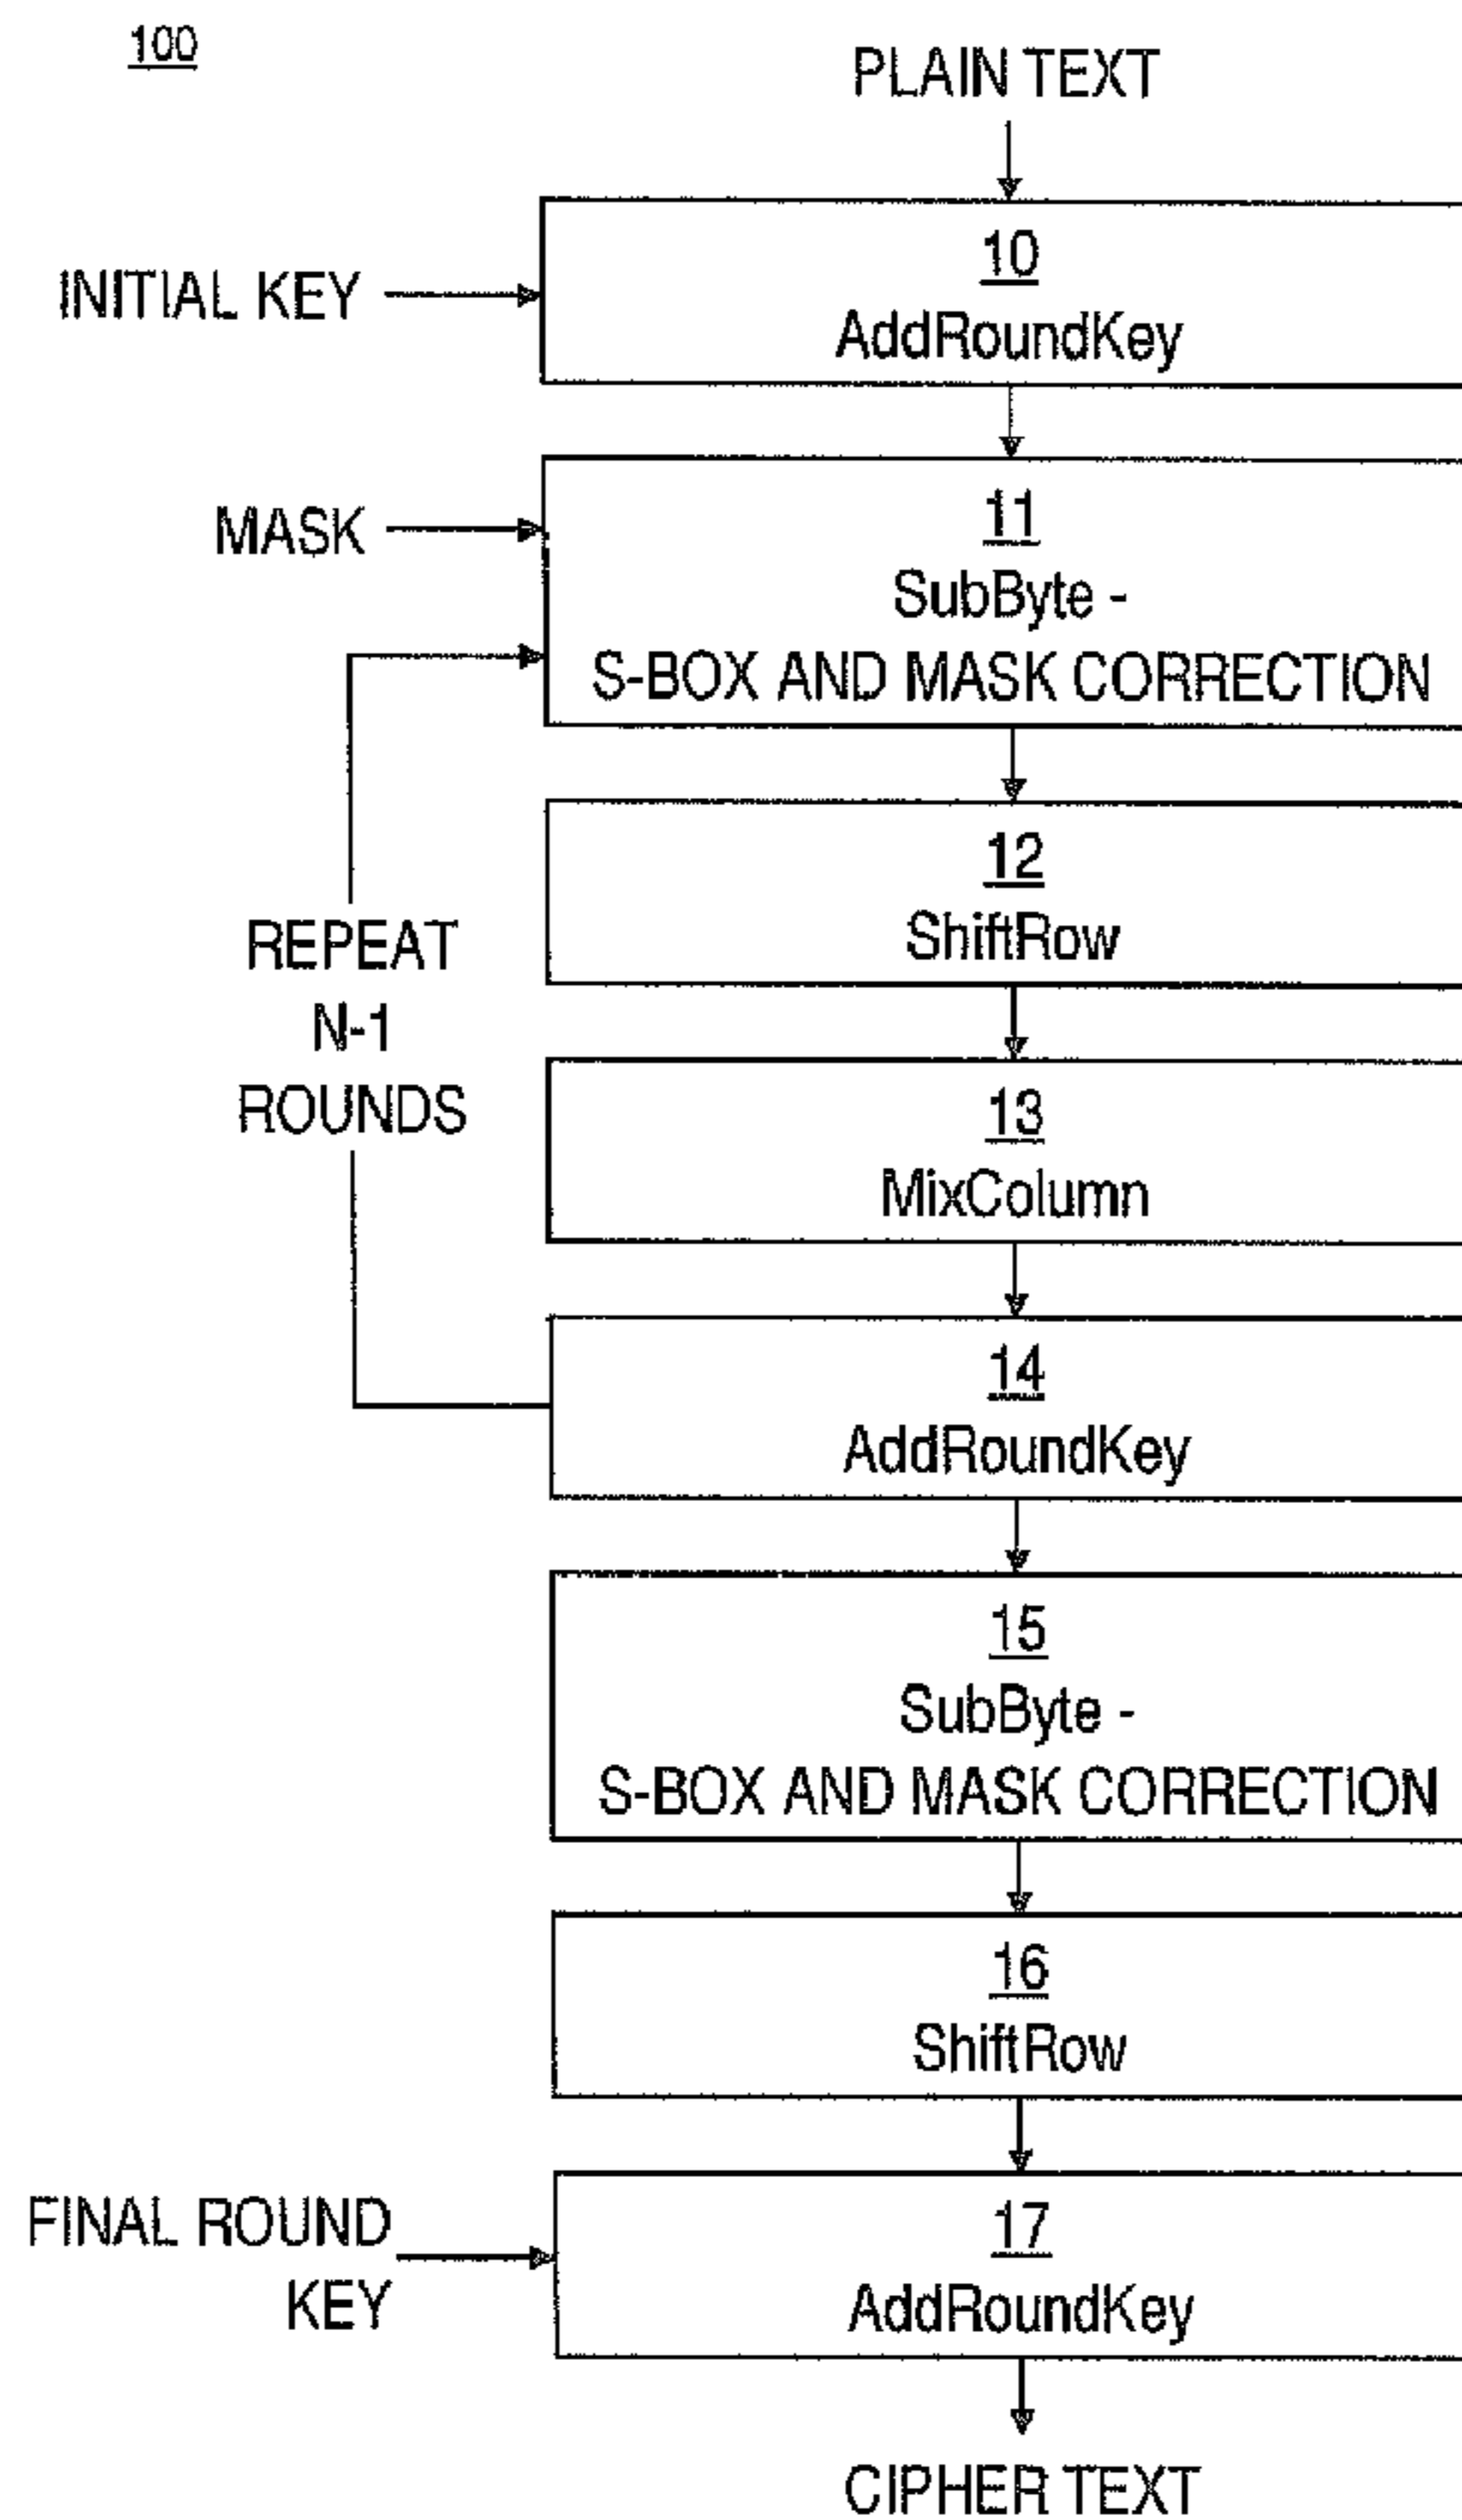 100
PLAIN TEXT
INITIAL KEY
10
AddRoundKey
MASK
11
SubByte -
S-BOX AND MASK CORRECTION
12
ShiftRow
REPEAT
N-1
ROUNDS
13
MixColumn
14
AddRoundKey
15
SubByte -
S-BOX AND MASK CORRECTION
16
ShiftRow
FINAL ROUND
KEY
17
AddRoundKey
CIPHER TEXT